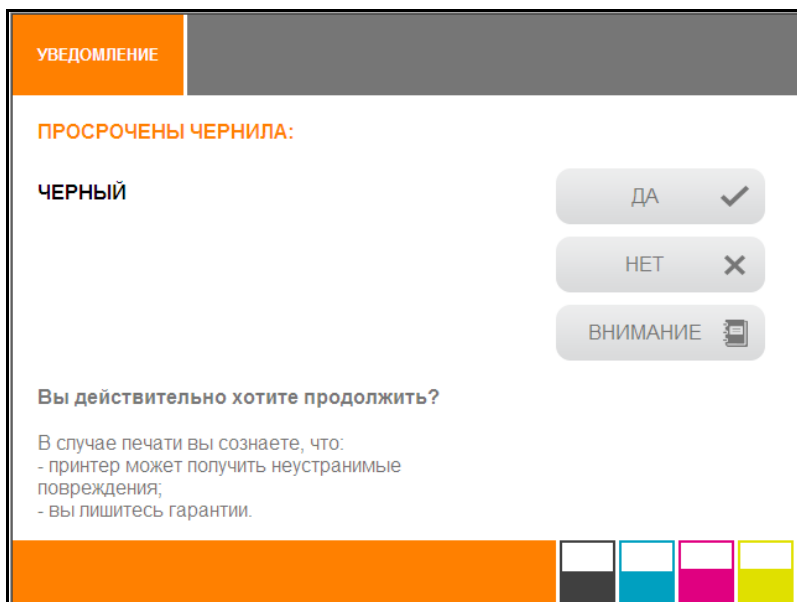 УВЕДОМЛЕНИЕ
ПРОСРОЧЕНЫ ЧЕРНИЛА:
ЧЕРНЫЙ
ДА
НЕТ
ВНИМАНИЕ
Вы действительно хотите продолжить?
В случае печати вы сознаете, что:
- принтер может получить неустранимые
повреждения;
- вы лишитесь гарантии.